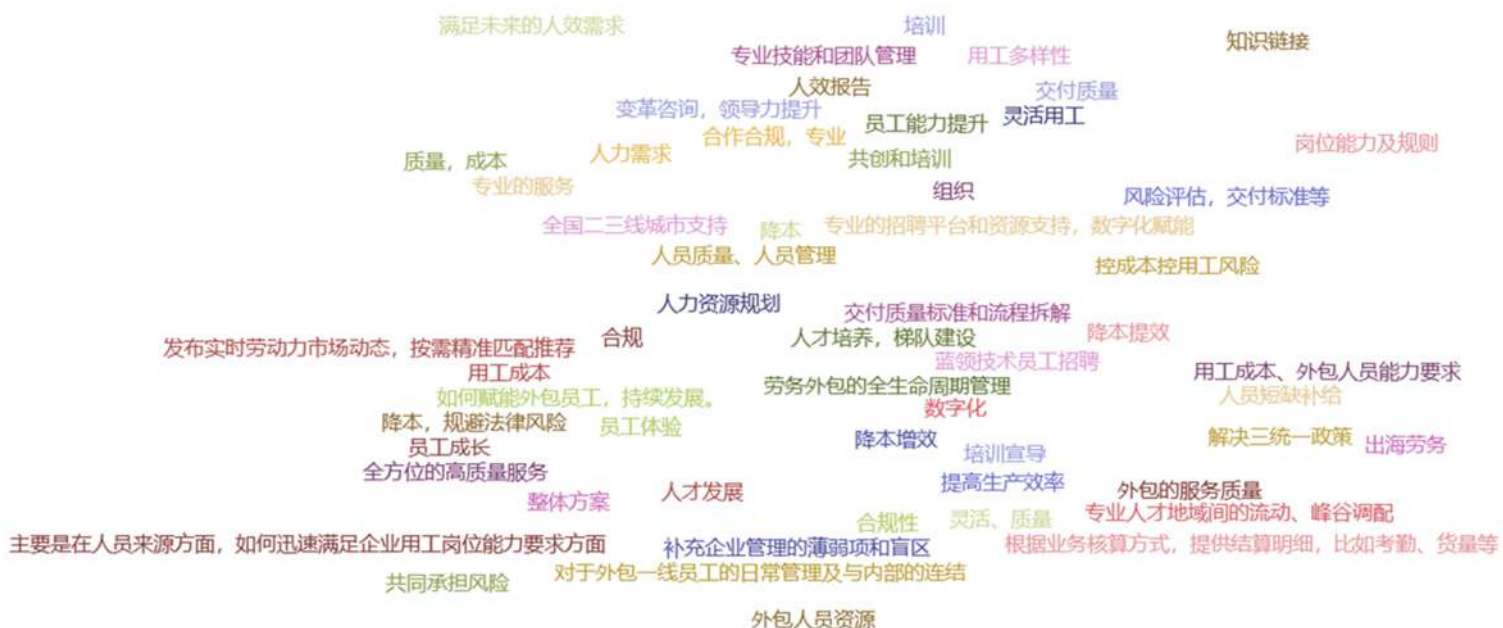 满足未来的人效需求
培训
知识链接
专业技能和团队管理
用工多样性
人效报告
交付质量
变革咨询，领导力提升
员工能力提升
灵活用工
合作合规，专业
岗位能力及规则
质量，成本
人力需求
共创和培训
专业的服务
组织
风险评估，交付标准等
全国二三线城市支持
降本
专业的招聘平台和资源支持，数字化赋能
人员质量、人员管理
控成本控用工风险
人力资源规划
交付质量标准和流程拆解
发布实时劳动力市场动态，按需精准匹配推荐
合规
人才培养，梯队建设
降本提效
蓝领技术员工招聘
用工成本
劳务外包的全生命周期管理
用工成本、外包人员能力要求
如何赋能外包员工，持续发展。
数字化
人员短缺补给
降本，规避法律风险
员工体验
降本增效
解决三统一政策
出海劳务
员工成长
培训宣导
全方位的高质量服务
提高生产效率
整体方案
人才发展
外包的服务质量
合规性
灵活、质量
专业人才地域间的流动、峰谷调配
主要是在人员来源方面，如何迅速满足企业用工岗位能力要求方面
补充企业管理的薄弱项和盲区
根据业务核算方式，提供结算明细，比如考勤、货量等
共同承担风险
对于外包一线员工的日常管理及与内部的连结
外包人员资源